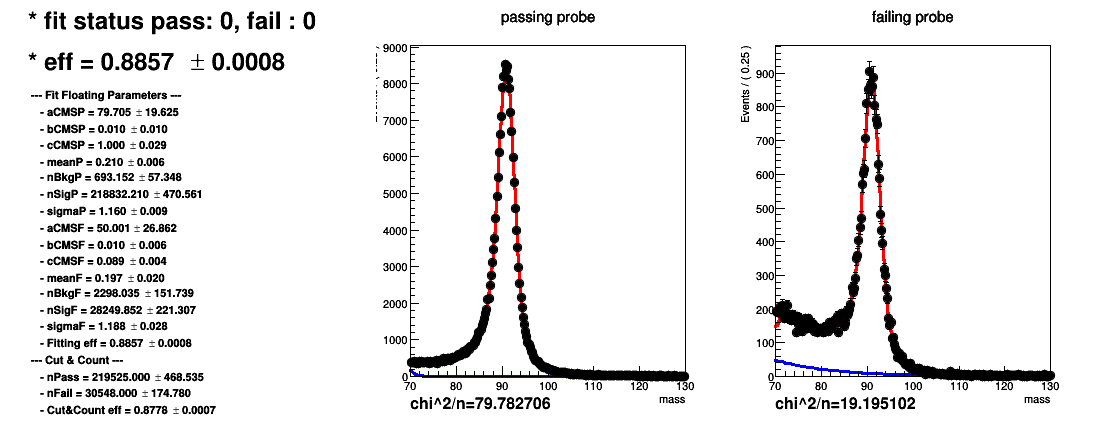 * fit status pass: 0, fail : 0
* eff = 0.8857 ± 0.0008
--- Fit Floating Parameters ---
- aCMSP = 79.705 ± 19.625
- bCMSP = 0.010 ± 0.010
- cCMSP = 1.000 ± 0.029
- meanP = 0.210 ± 0.006
- nBkgP = 693.152 ± 57.348
- nSigP = 218832.210 ± 470.561
- sigmaP = 1.160 ± 0.009
- aCMSF = 50.001 ± 26.862
- bCMSF = 0.010 ± 0.006
- cCMSF = 0.089 ± 0.004
- meanF = 0.197 ± 0.020
- nBkgF = 2298.035 ± 151.739
- nSigF = 28249.852 ± 221.307
- sigmaF = 1.188 ± 0.028
- Fitting eff = 0.8857 ± 0.0008
--- Cut & Count ---
- nPass = 219525.000 ± 468.535
- nFail = 30548.000 ± 174.780
- Cut&Count eff = 0.8778 ± 0.0007
passing probe
9000
8000
7000
6000
5000
4000
3000
2000
1000
0
70 80 90 100 110 120 130
mass
chi^2/n=79.782706
failing probe
Events / ( 0.25 )
900
800
700
600
500
400
300
200
100
0
70 80 90 100 110 120 130
mass
chi^2/n=19.195102